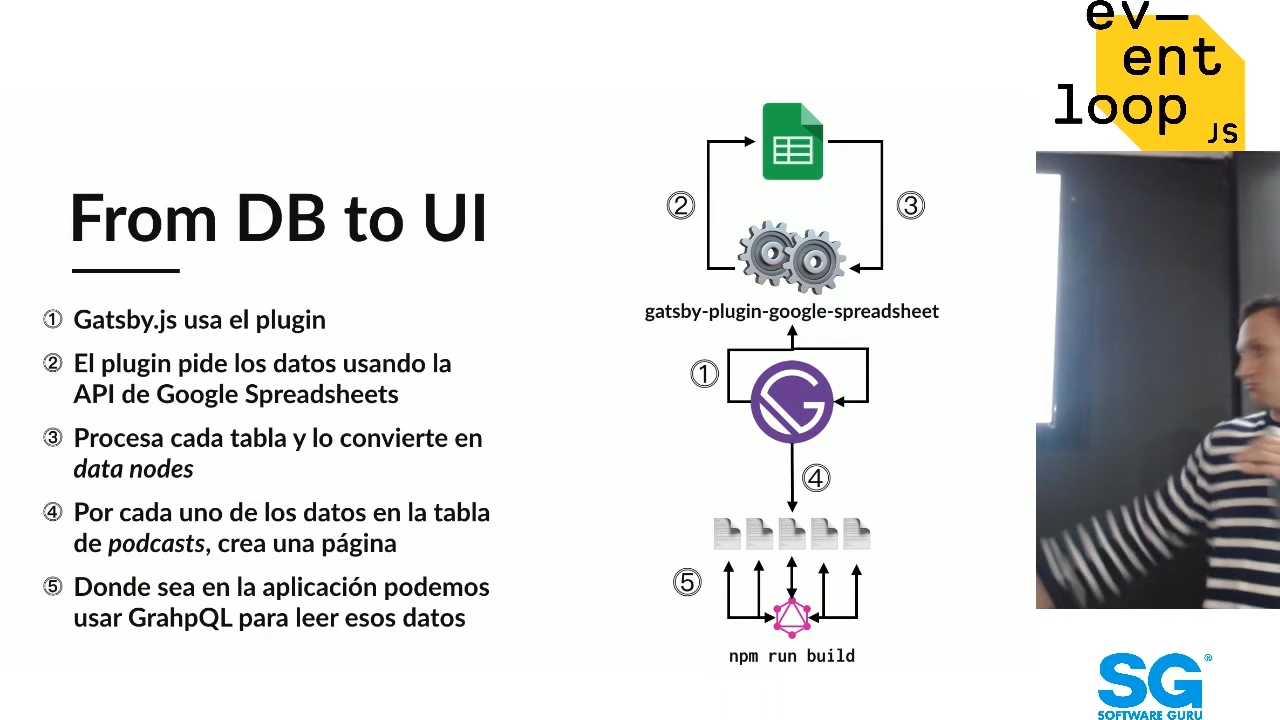 ev—
ent
loop
JS
From DB to UI
① Gatsby.js usa el plugin
② El plugin pide los datos usando la
API de Google Spreadsheets
③ Procesa cada tabla y lo convierte en
data nodes
④ Por cada uno de los datos en la tabla
de podcasts, crea una página
⑤ Donde sea en la aplicación podemos
usar GrahpQL para leer esos datos
②
③
gatsby-plugin-google-spreadsheet
①
④
⑤
npm run build
SG®
SOFTWARE GURU